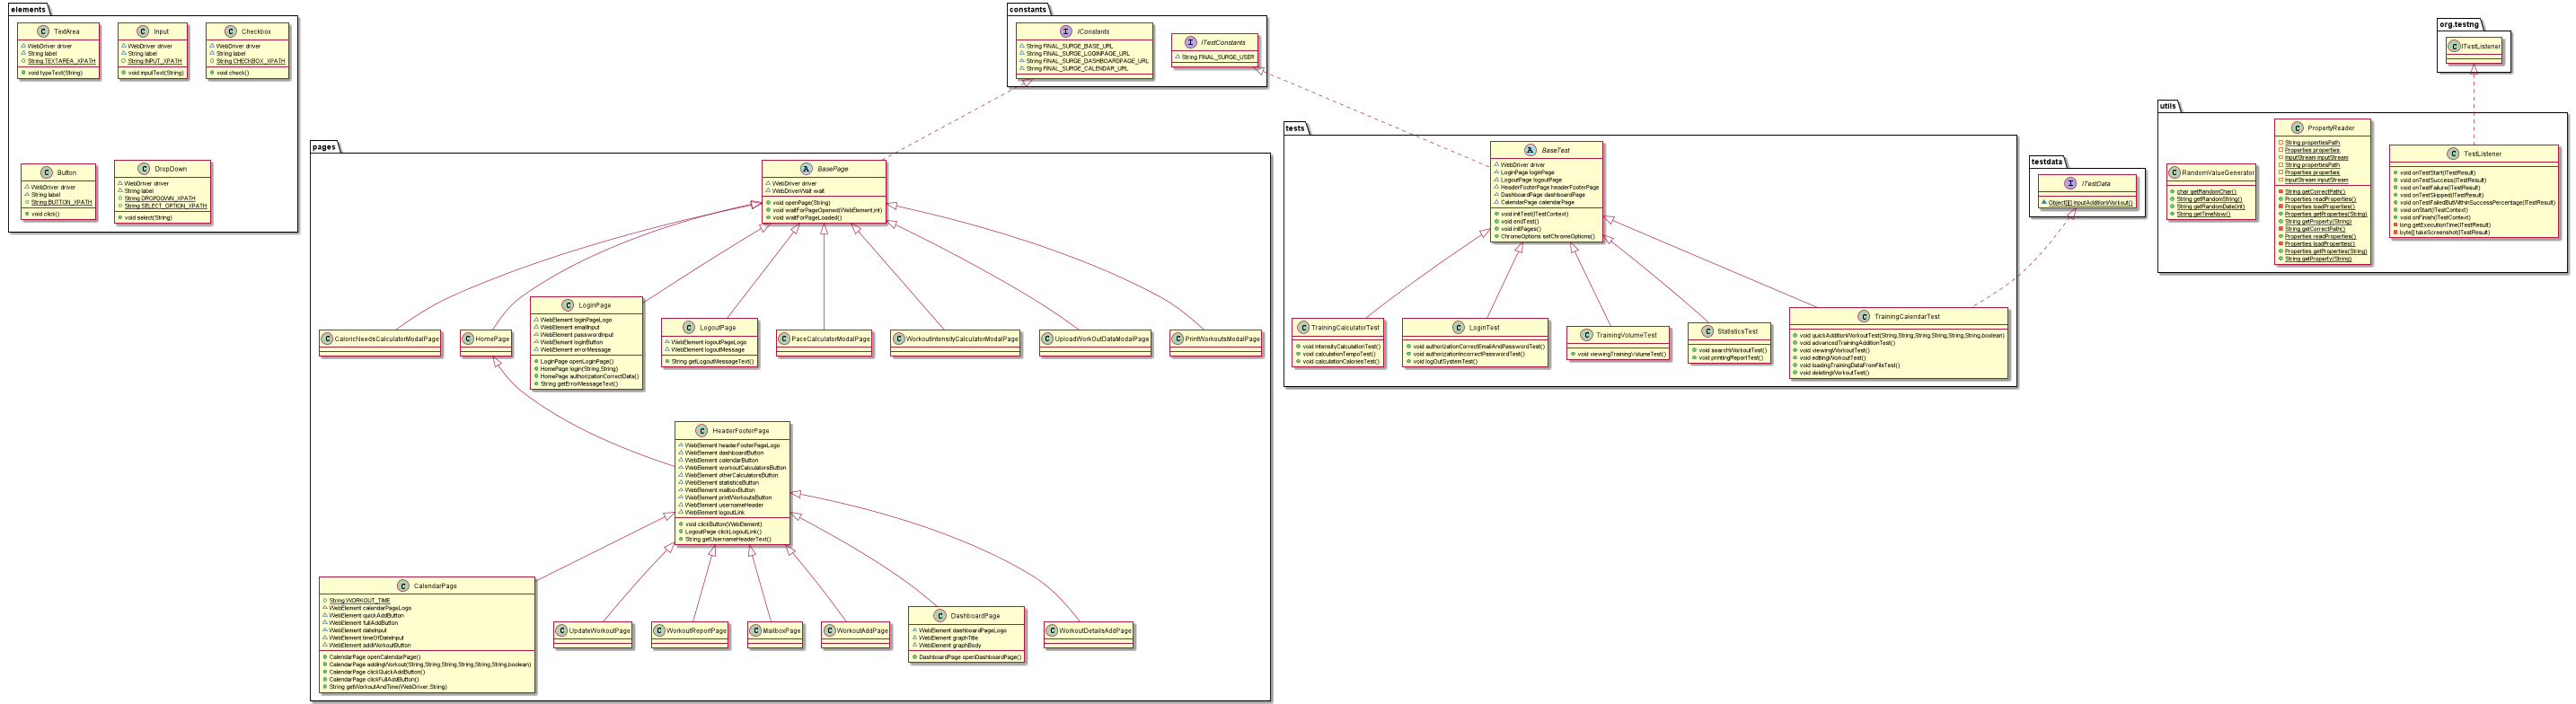 elements
C TextArea
WebDriver driver
String label
String TEXTAREA_XPATH
void typeText(String)
C Input
WebDriver driver
String label
String INPUT_XPATH
void inputText(String)
C Checkbox
WebDriver driver
String label
String CHECKBOX_XPATH
void check()
C Button
WebDriver driver
String label
String BUTTON_XPATH
void click()
C DropDown
WebDriver driver
String label
String DROPDOWN_XPATH
String SELECT_OPTION_XPATH
void select(String)
constants
I IConstants
String FINAL_SURGE_BASE_URL
String FINAL_SURGE_LOGINPAGE_URL
String FINAL_SURGE_DASHBOARDPAGE_URL
String FINAL_SURGE_CALENDAR_URL
I ITestConstants
String FINAL_SURGE_USER
pages
A BasePage
WebDriver driver
WebDriverWait wait
void openPage(String)
void waitForPageOpened(WebElement,int)
void waitForPageLoaded()
C CaloricNeedsCalculatorModalPage
C HomePage
C LoginPage
WebElement loginPageLogo
WebElement emailInput
WebElement passwordInput
WebElement loginButton
WebElement errorMessage
LoginPage openLoginPage()
HomePage login(String,String)
HomePage authorizationCorrectData()
String getErrorMessageText()
C LogoutPage
WebElement logoutPageLogo
WebElement logoutMessage
String getLogoutMessageText()
C PaceCalculatorModalPage
C WorkoutIntensityCalculatorModalPage
C UploadWorkOutDataModalPage
C PrintWorkoutsModalPage
C HeaderFooterPage
WebElement headerFooterPageLogo
WebElement dashboardButton
WebElement calendarButton
WebElement workoutCalculatorsButton
WebElement otherCalculatorsButton
WebElement statisticsButton
WebElement mailboxButton
WebElement printWorkoutsButton
WebElement usernameHeader
WebElement logoutLink
void clickButton(WebElement)
LogoutPage clickLogoutLink()
String getUsernameHeaderText()
C CalendarPage
String WORKOUT_TIME
WebElement calendarPageLogo
WebElement quickAddButton
WebElement fullAddButton
WebElement dateInput
WebElement timeOfDateInput
WebElement addWorkoutButton
CalendarPage openCalendarPage()
CalendarPage addingWorkout(String,String,String,String,String,String,boolean)
CalendarPage clickQuickAddButton()
CalendarPage clickFullAddButton()
String getWorkoutAndTime(WebDriver,String)
C UpdateWorkoutPage
C WorkoutReportPage
C MailboxPage
C WorkoutAddPage
C DashboardPage
WebElement dashboardPageLogo
WebElement graphTitle
WebElement graphBody
DashboardPage openDashboardPage()
C WorkoutDetailsAddPage
tests
A BaseTest
WebDriver driver
LoginPage loginPage
LogoutPage logoutPage
HeaderFooterPage headerFooterPage
DashboardPage dashboardPage
CalendarPage calendarPage
void initTest(ITestContext)
void endTest()
void initPages()
ChromeOptions setChromeOptions()
C TrainingCalculatorTest
void intensityCalculationTest()
void calculationTempoTest()
void calculationCaloriesTest()
C LoginTest
void authorizationCorrectEmailAndPasswordTest()
void authorizationIncorrectPasswordTest()
void logOutSystemTest()
C TrainingVolumeTest
void viewingTrainingVolumeTest()
C StatisticsTest
void searchWorkoutTest()
void printingReportTest()
C TrainingCalendarTest
void quickAdditionWorkoutTest(String,String,String,String,String,String,boolean)
void advancedTrainingAdditionTest()
void viewingWorkoutTest()
void editingWorkoutTest()
void loadingTrainingDataFromFileTest()
void deletingWorkoutTest()
testdata
I ITestData
Object[][] inputAdditionWorkout()
org.testng
C ITestListener
utils
C RandomValueGenerator
char getRandomChar()
String getRandomString()
String getRandomDate(int)
String getTimeNow()
C PropertyReader
String propertiesPath
Properties properties
InputStream inputStream
String propertiesPath
Properties properties
InputStream inputStream
String getCorrectPath()
Properties readProperties()
Properties loadProperties()
Properties getProperties(String)
String getProperty(String)
String getCorrectPath()
Properties readProperties()
Properties loadProperties()
Properties getProperties(String)
String getProperty(String)
C TestListener
void onTestStart(ITestResult)
void onTestSuccess(ITestResult)
void onTestFailure(ITestResult)
void onTestSkipped(ITestResult)
void onTestFailedButWithinSuccessPercentage(ITestResult)
void onStart(ITestContext)
void onFinish(ITestContext)
long getExecutionTime(ITestResult)
byte[] takeScreenshot(ITestResult)